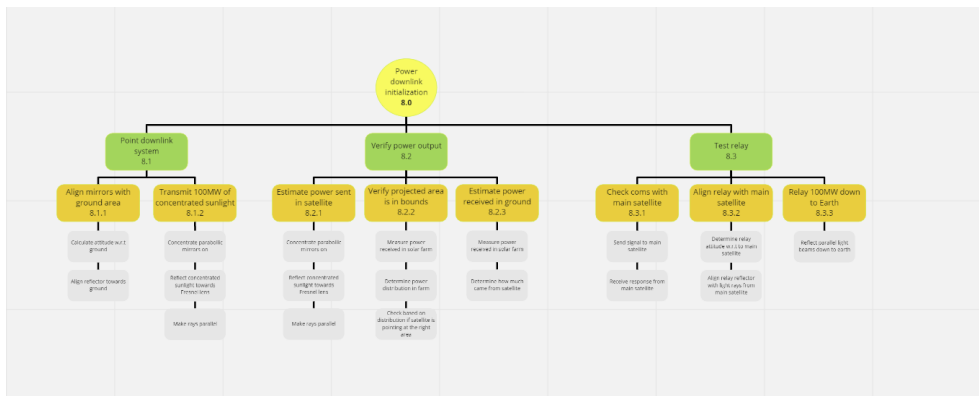 Power
downlink
initialization
8.0
Point downlink
system
8.1
Verify power output
8.2
Test relay
8.3
Align mirrors with
ground area
8.1.1
Transmit 100MW of
concentrated sunlight
8.1.2
Estimate power sent
in satellite
8.2.1
Verify projected area
is in bounds
8.2.2
Estimate power
received in ground
8.2.3
Check coms with
main satellite
8.3.1
Align relay with main
satellite
8.3.2
Relay 100MW down
to Earth
8.3.3
Calculate attitude w.r.t
ground
Concentrate parabolic
mirrors on
Concentrate parabolic
mirrors on
Measure power
received in solar farm
Measure power
received in solar farm
Send signal to main
satellite
Determine relay
attitude w.r.t to main
satellite
Reflect parallel light
beams down to earth
Align reflector towards
ground
Reflect concentrated
sunlight towards
Fresnel lens
Reflect concentrated
sunlight towards
Fresnel lens
Determine power
distribution in farm
Determine how much
came from satellite
Receive response from
main satellite
Align relay reflector
with light rays from
main satellite
Make rays parallel
Make rays parallel
Check based on
distribution if satellite is
pointing at the right
area